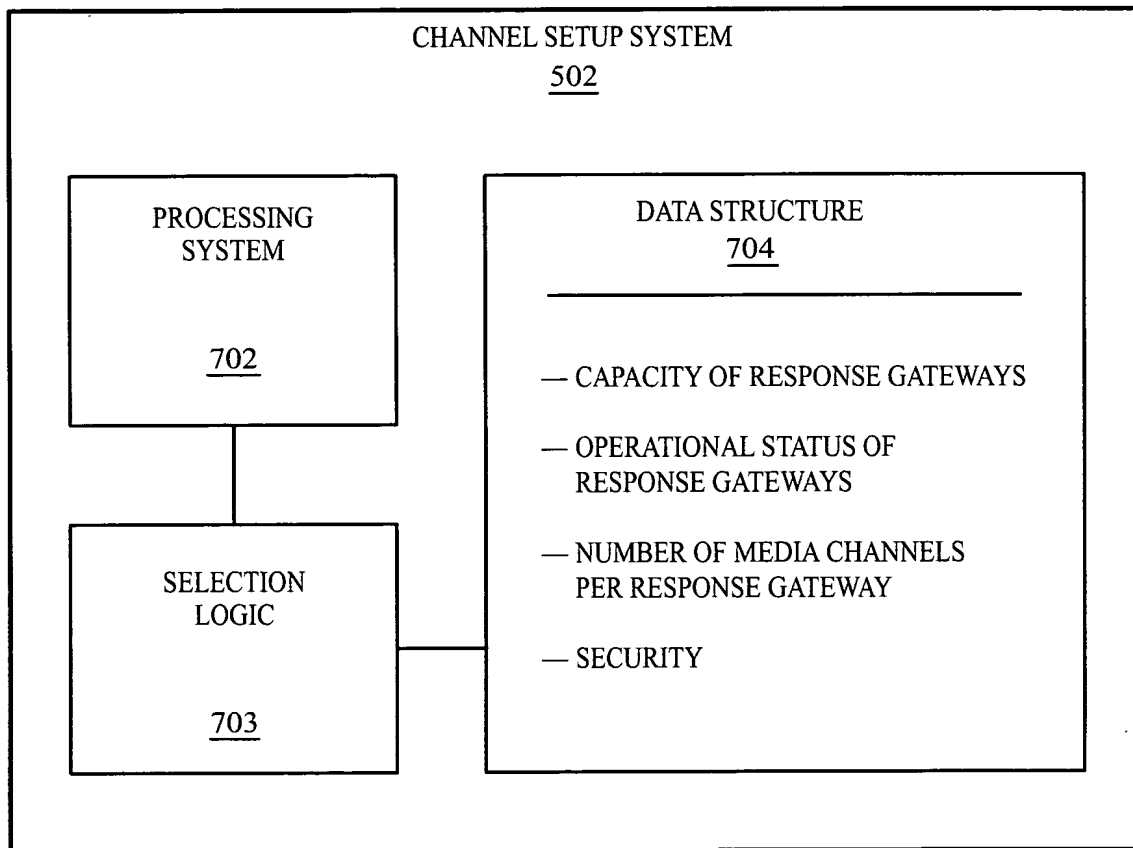 CHANNEL SETUP SYSTEM
502
PROCESSING
SYSTEM
702
SELECTION
LOGIC
703
DATA STRUCTURE
704
— CAPACITY OF RESPONSE GATEWAYS
— OPERATIONAL STATUS OF
RESPONSE GATEWAYS
— NUMBER OF MEDIA CHANNELS
PER RESPONSE GATEWAY
— SECURITY